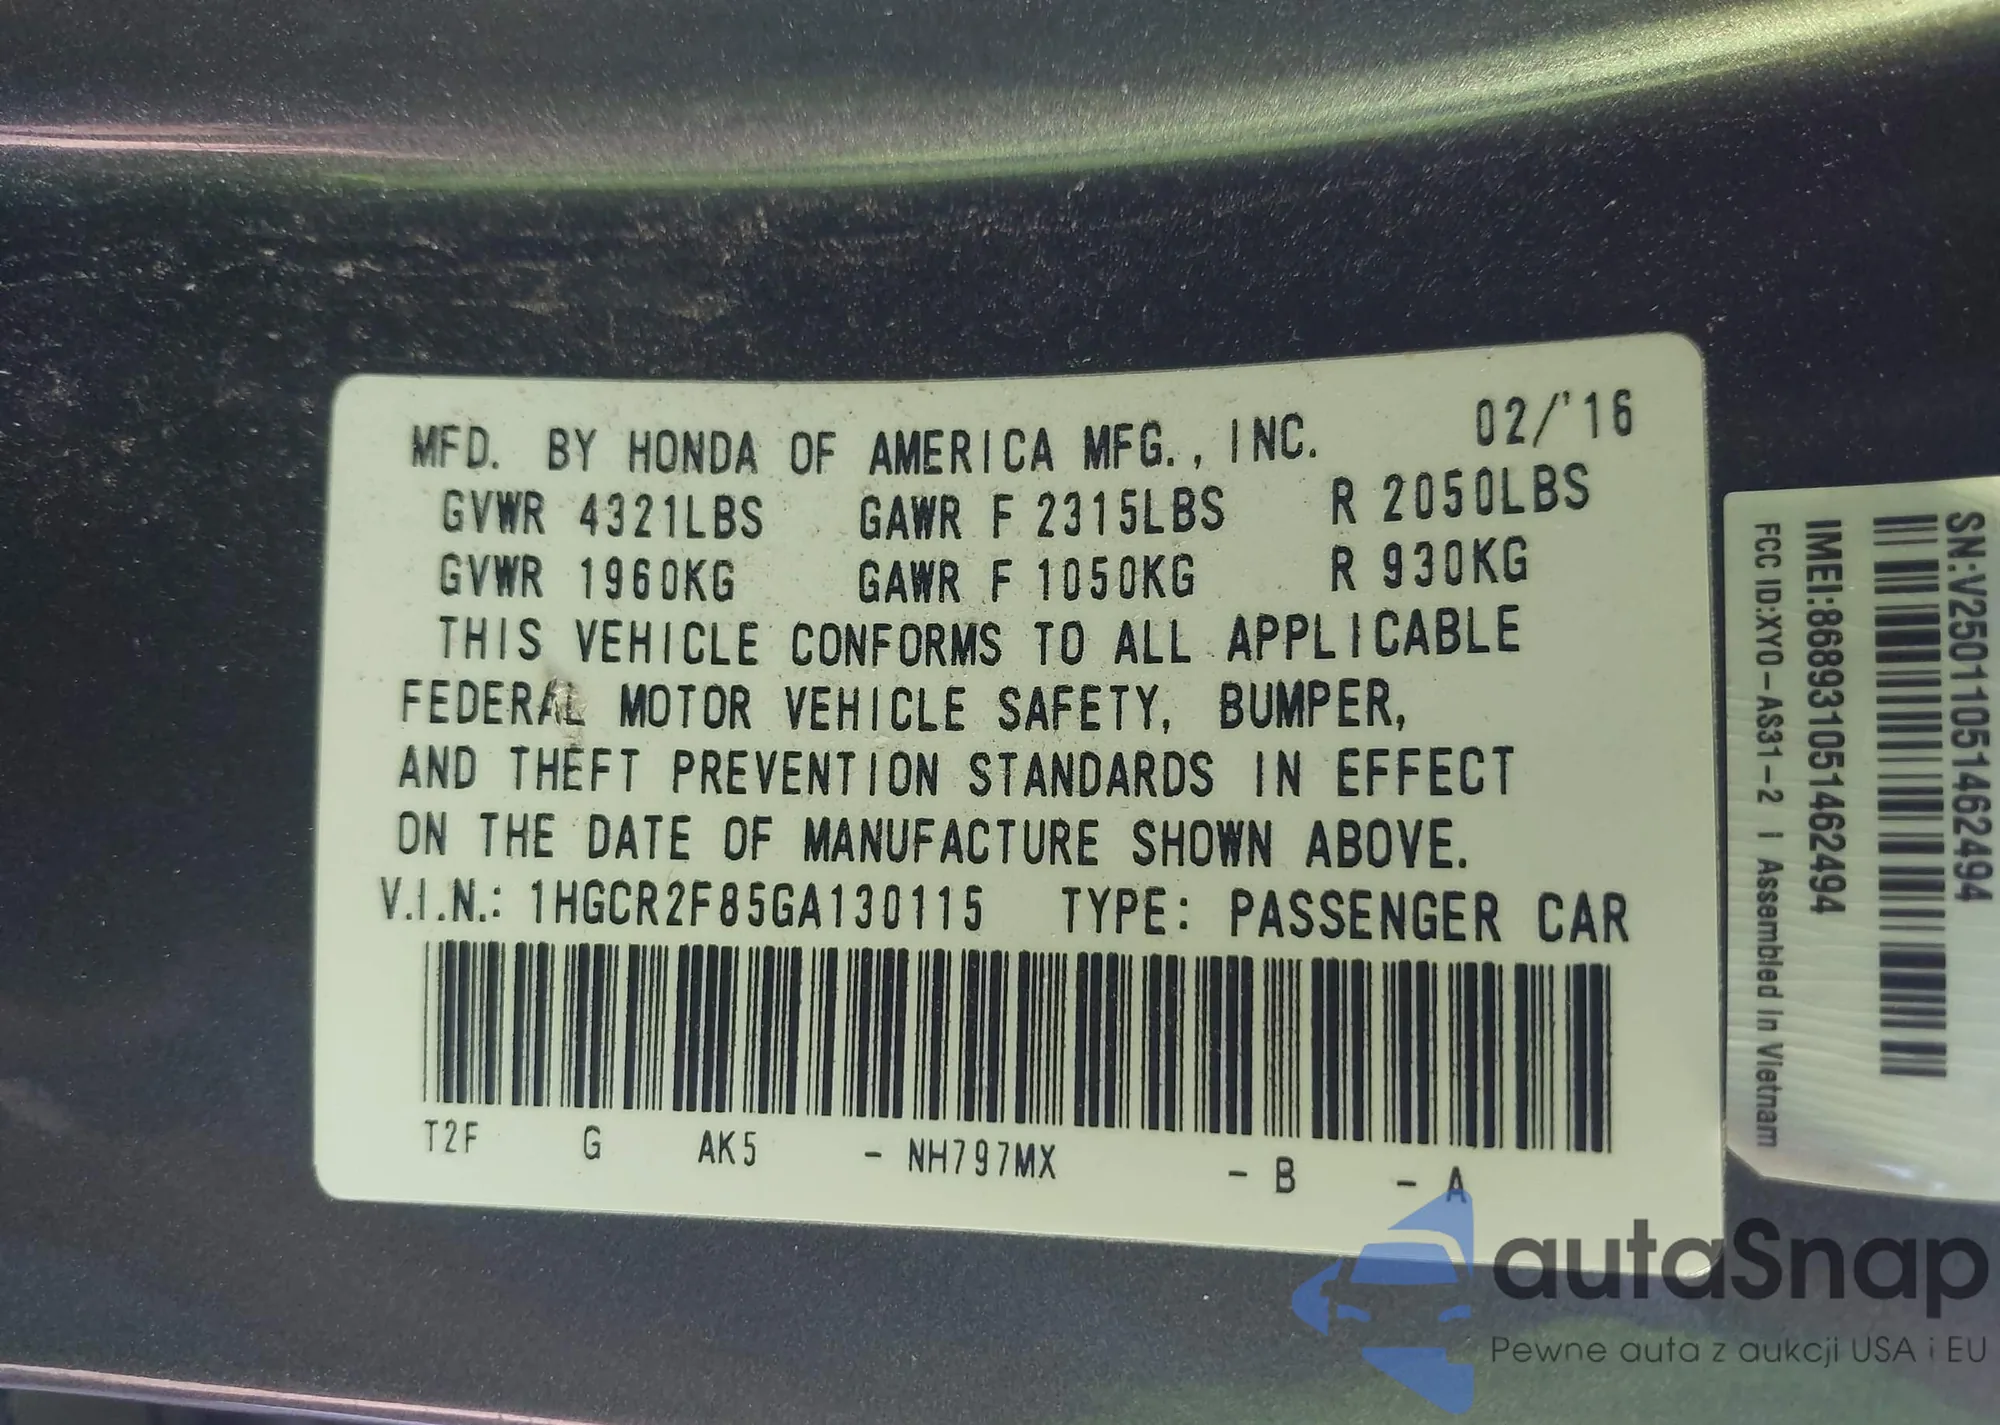 MFD. BY HONDA OF AMERICA MFG., INC. 02/'16
GVWR 4321LBS GAWR F 2315LBS R 2050LBS
GVWR 1960KG GAWR F 1050KG R 930KG
THIS VEHICLE CONFORMS TO ALL APPLICABLE
FEDERAL MOTOR VEHICLE SAFETY, BUMPER,
AND THEFT PREVENTION STANDARDS IN EFFECT
ON THE DATE OF MANUFACTURE SHOWN ABOVE.
V.I.N.: 1HGCR2F85GA130115 TYPE: PASSENGER CAR
T2F G AK5 - NH797MX - B - A
SN:V2501105146​2494
IMEI:868931051462494
FCC ID:XYO-AS31-2 | Assembled In Vietnam
autaSnap
Pewne auta z aukcji USA i EU